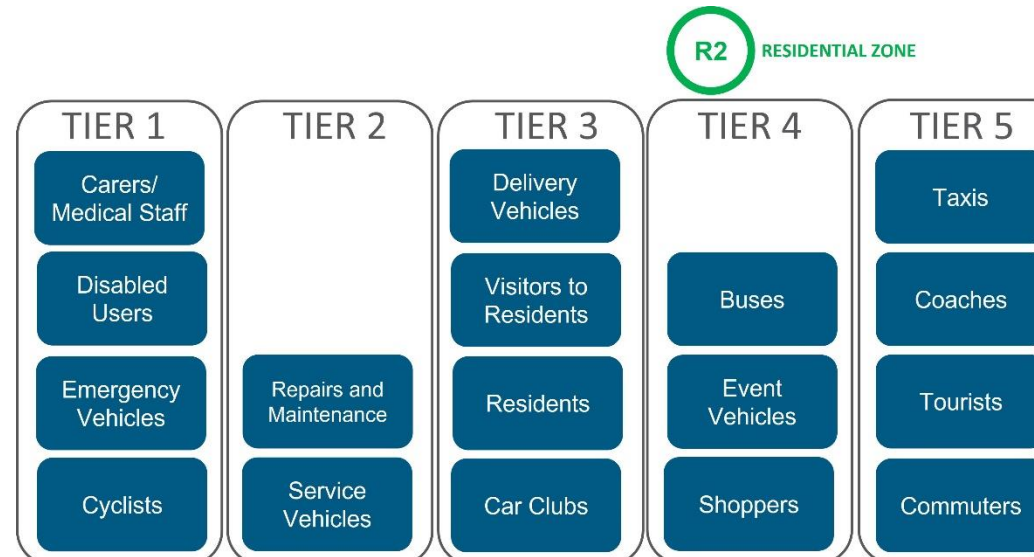 R2
RESIDENTIAL ZONE
TIER 1
Carers/
Medical Staff
Disabled
Users
Emergency
Vehicles
Cyclists
TIER 2
Repairs and
Maintenance
Service
Vehicles
TIER 3
Delivery
Vehicles
Visitors to
Residents
Residents
Car Clubs
TIER 4
Buses
Event
Vehicles
Shoppers
TIER 5
Taxis
Coaches
Tourists
Commuters